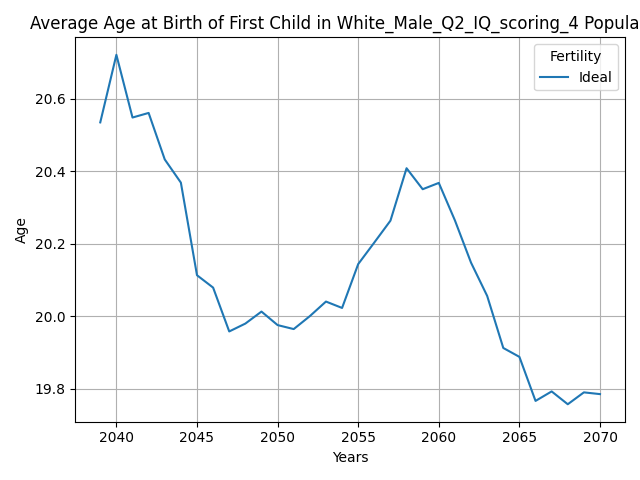 Average Age at Birth of First Child in White_Male_Q2_IQ_scoring_4 Popula
Fertility
Ideal
20.6
20.4
20.2
20.0
19.8
Age
2040 2045 2050 2055 2060 2065 2070
Years